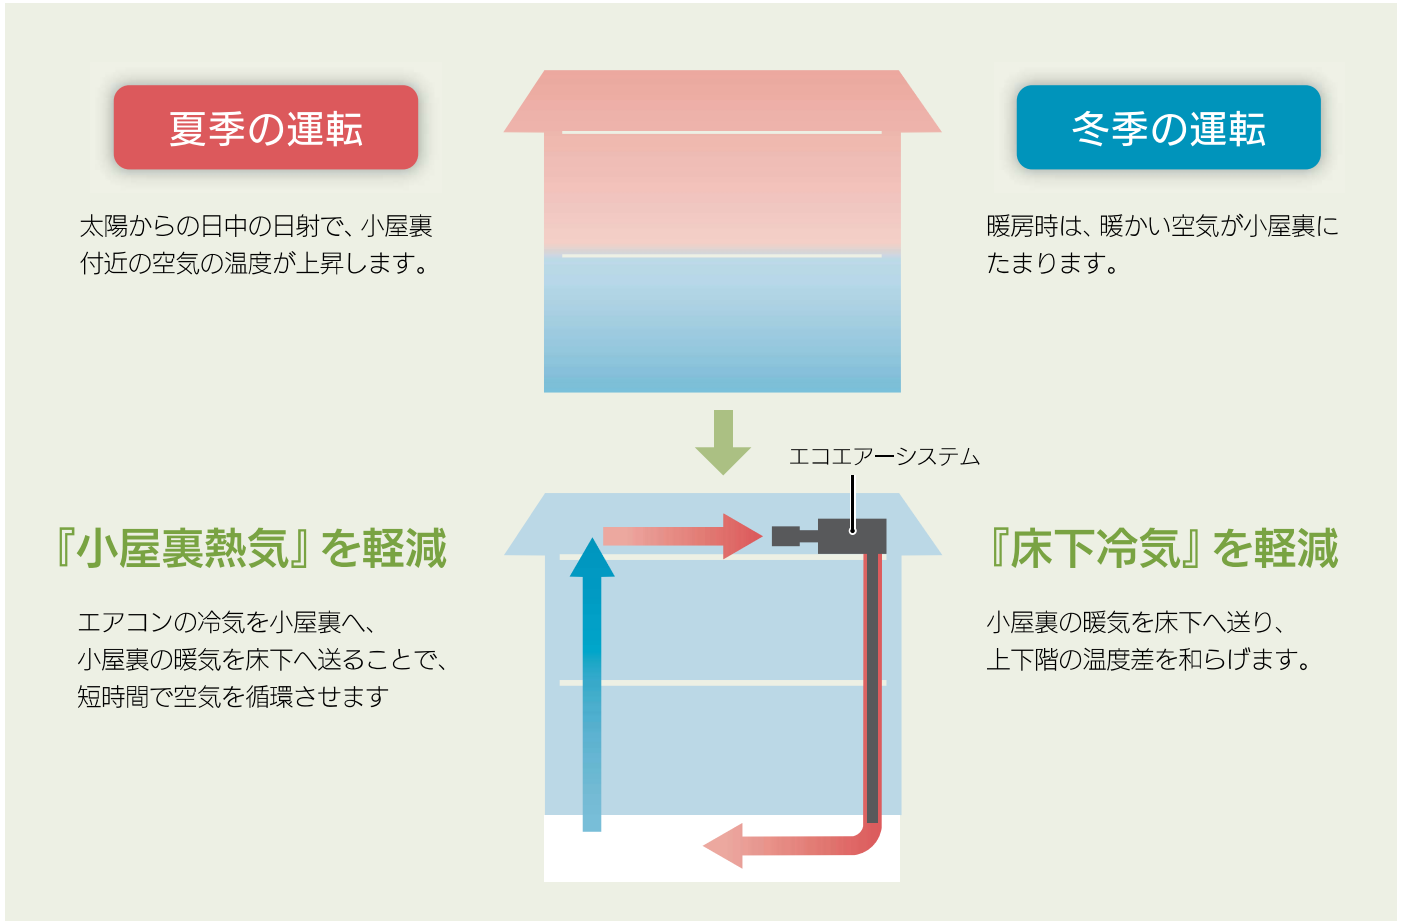 夏季の運転
太陽からの日中の日射で、小屋裏
付近の空気の温度が上昇します。
冬季の運転
暖房時は、暖かい空気が小屋裏に
たまります。
エコエアーシステム
『小屋裏熱気』を軽減
エアコンの冷気を小屋裏へ、
小屋裏の暖気を床下へ送ることで、
短時間で空気を循環させます
『床下冷気』を軽減
小屋裏の暖気を床下へ送り、
上下階の温度差を和らげます。